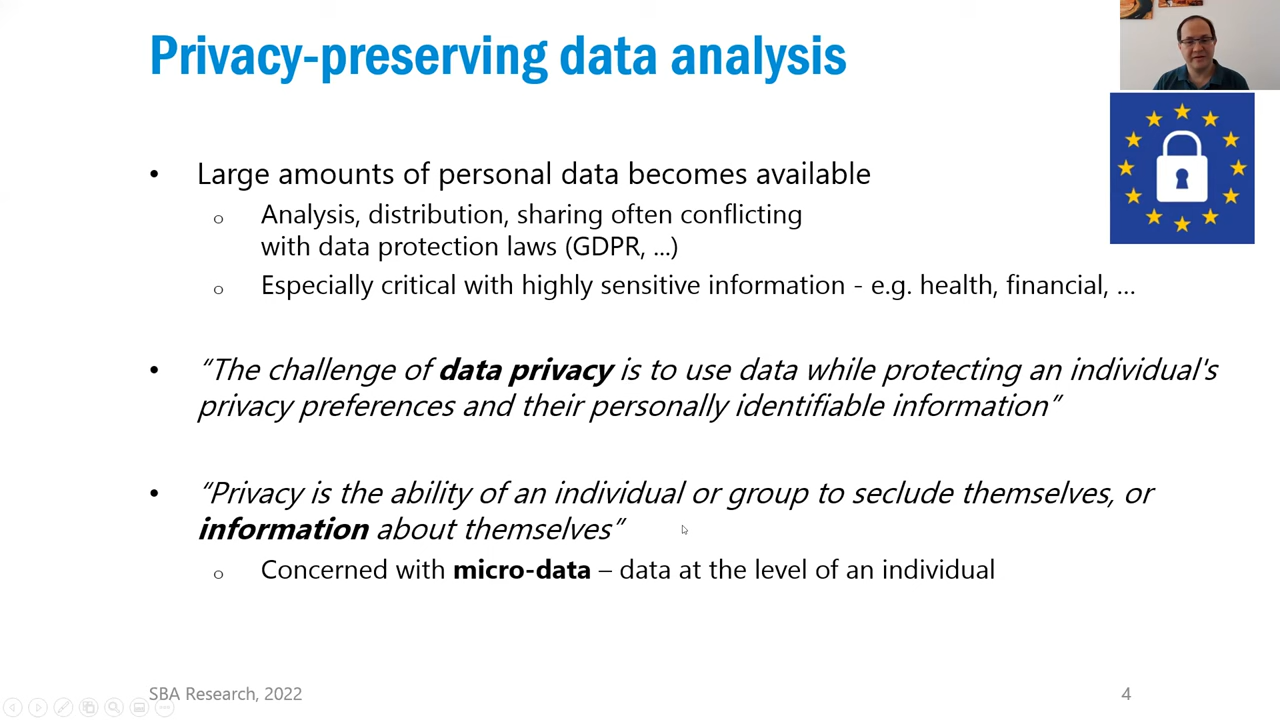 Privacy-preserving data analysis
• Large amounts of personal data becomes available
o Analysis, distribution, sharing often conflicting
with data protection laws (GDPR, ...)
o Especially critical with highly sensitive information - e.g. health, financial, ...
• “The challenge of data privacy is to use data while protecting an individual's
privacy preferences and their personally identifiable information”
• “Privacy is the ability of an individual or group to seclude themselves, or
information about themselves”
o Concerned with micro-data – data at the level of an individual
SBA Research, 2022
4